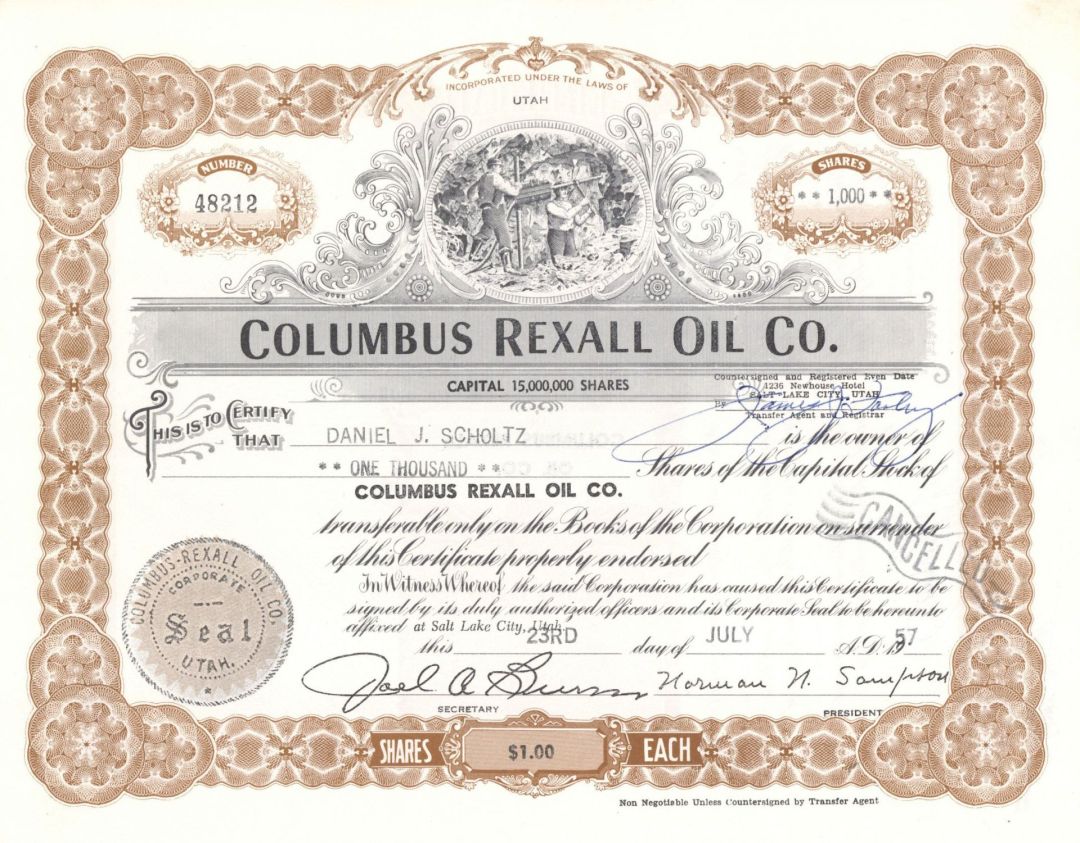 INCORPORATED UNDER THE LAWS OF
UTAH
NUMBER
48212
SHARES
** 1,000 **
COLUMBUS REXALL OIL CO.
CAPITAL 15,000,000 SHARES
Countersigned and Registered Even Date
1236 Newhouse Hotel
SALT LAKE CITY, UTAH
By
Transfer Agent and Registrar
THIS IS TO CERTIFY THAT
DANIEL J. SCHOLTZ
is the owner of
** ONE THOUSAND **
Shares of the Capital Stock of
COLUMBUS REXALL OIL CO.
transferable only on the Books of the Corporation on surrender
of this Certificate properly endorsed
CANCELLED
In Witness Whereof the said Corporation has caused this Certificate to be
signed by its duly authorized officers and its Corporate Seal to be hereunto
affixed at Salt Lake City, Utah
this 23RD day of JULY A.D. 1957
COLUMBUS-REXALL OIL CO.
CORPORATE
Seal
UTAH
Norman N. Sampson
SECRETARY
PRESIDENT
SHARES $1.00 EACH
Non Negotiable Unless Countersigned by Transfer Agent